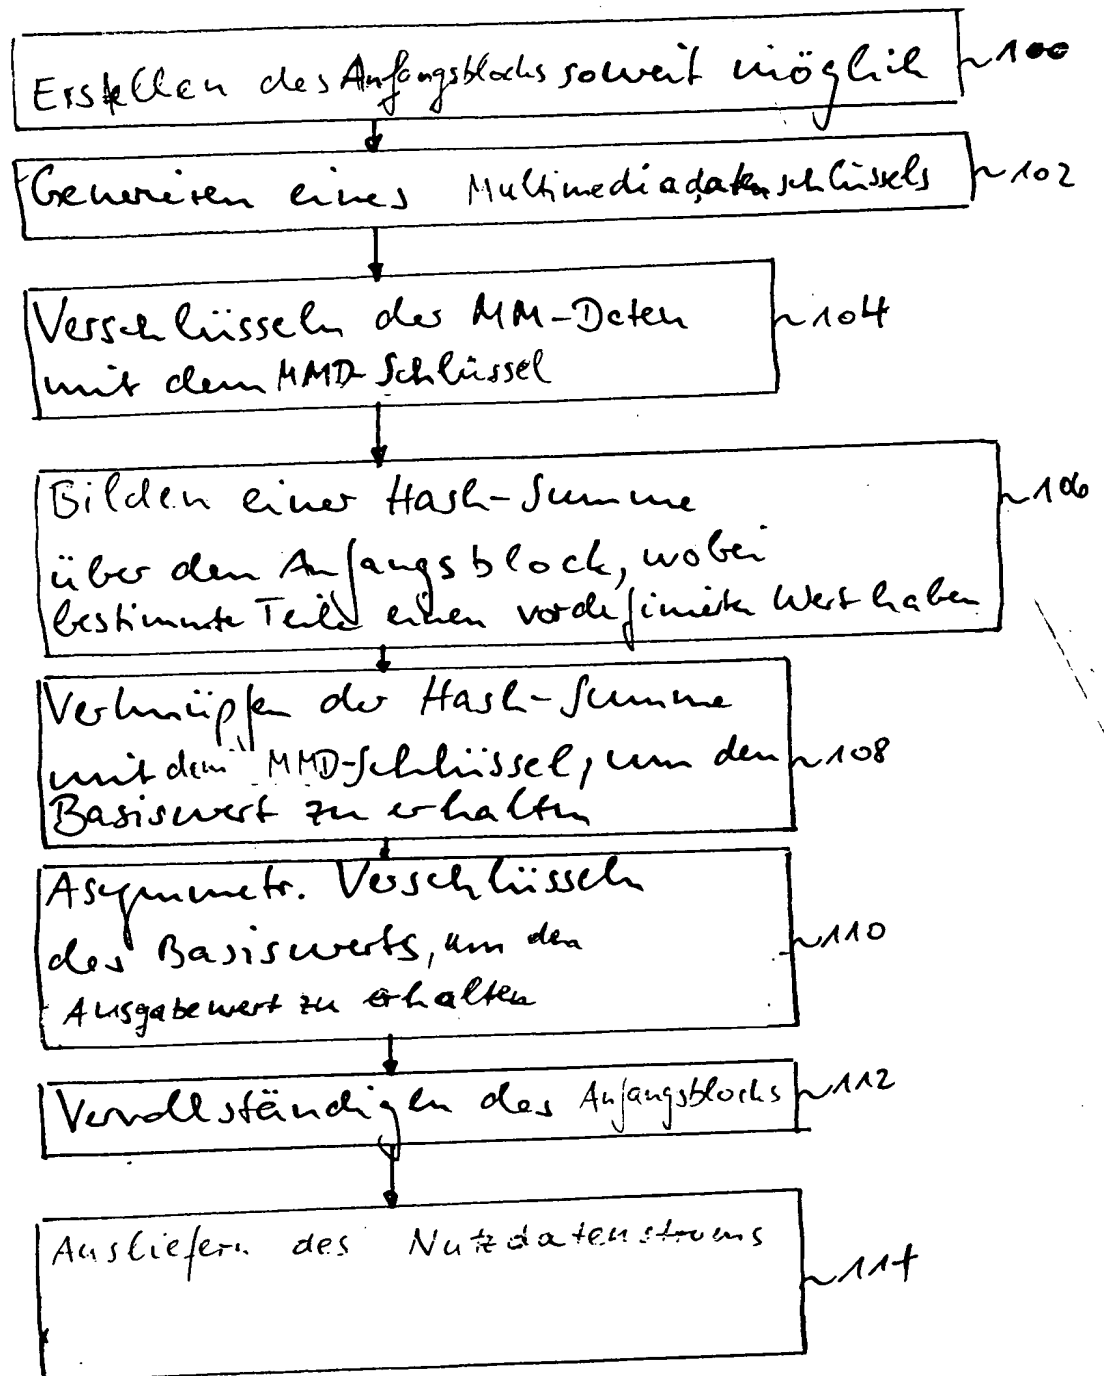 Erstellen des Anfangsblocks soweit möglich 100
Generieren eines Multimediadatenschlüssels 102
Verschlüsseln der MM-Daten 104
mit dem MMD-Schlüssel
Bilden einer Hash-Summe 106
über den Anfangsblock, wobei
bestimmte Teile einen vordefinierten Wert haben
Verknüpfen der Hash-Summe
mit dem MMD-Schlüssel, um den 108
Basiswert zu erhalten
Asymmetr. Verschlüsseln
des Basiswerts, um den 110
Ausgabewert zu erhalten
Vervollständigen des Anfangsblocks 112
Ausliefern des Nutzdatenstroms
114